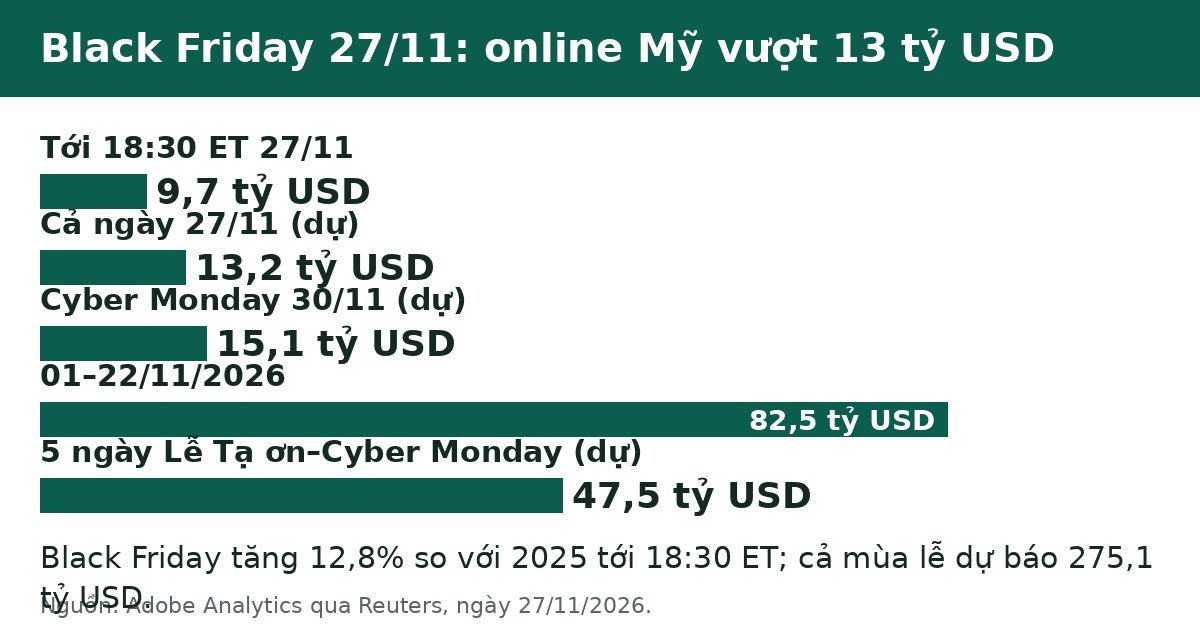 Black Friday 27/11: online Mỹ vượt 13 tỷ USD
Tới 18:30 ET 27/11
9,7 tỷ USD
Cả ngày 27/11 (dự)
13,2 tỷ USD
Cyber Monday 30/11 (dự)
15,1 tỷ USD
01–22/11/2026
82,5 tỷ USD
5 ngày Lễ Tạ ơn–Cyber Monday (dự)
47,5 tỷ USD
Black Friday tăng 12,8% so với 2025 tới 18:30 ET; cả mùa lễ dự báo 275,1
tỷ USD.
Nguồn: Adobe Analytics qua Reuters, ngày 27/11/2026.